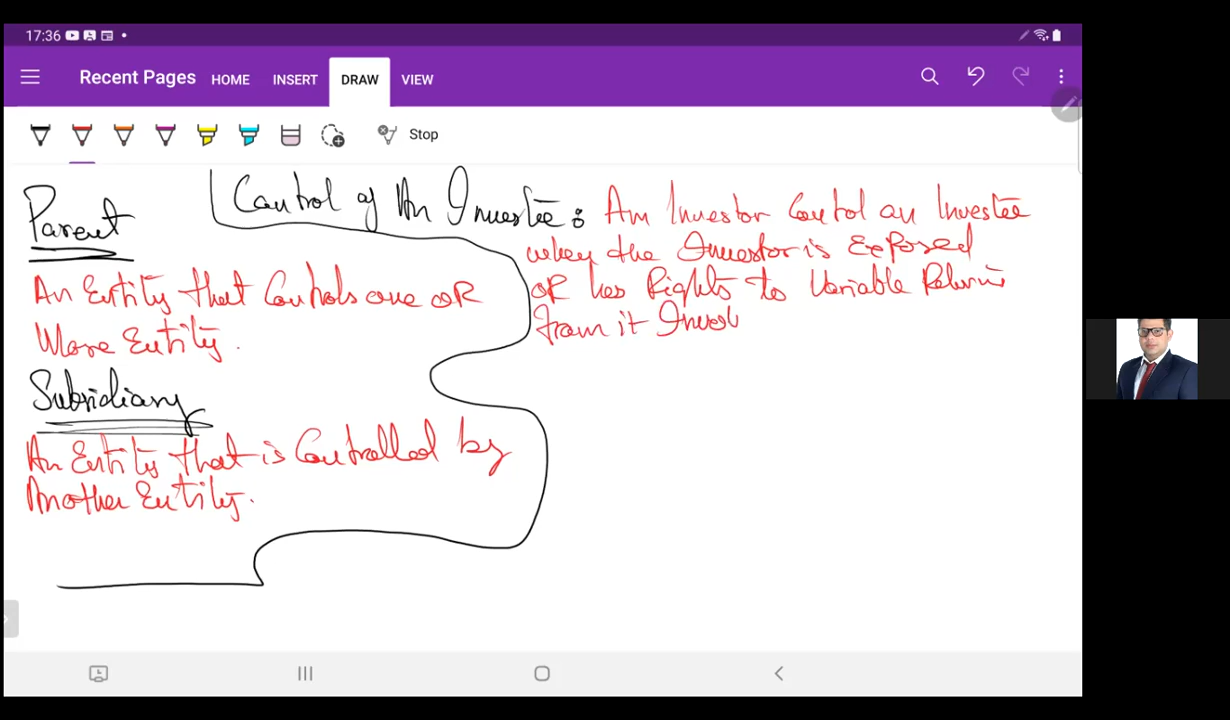 17:36
Recent Pages HOME INSERT DRAW VIEW
Stop
Parent
An Entity that Controls one OR
More Entity.
Subsidiary
An Entity that is Controlled by
Another Entity.
Control of An Investee:
An Investor Control an Investee
when the Investor is Exposed
OR has Rights to Variable Returns
from it Invol